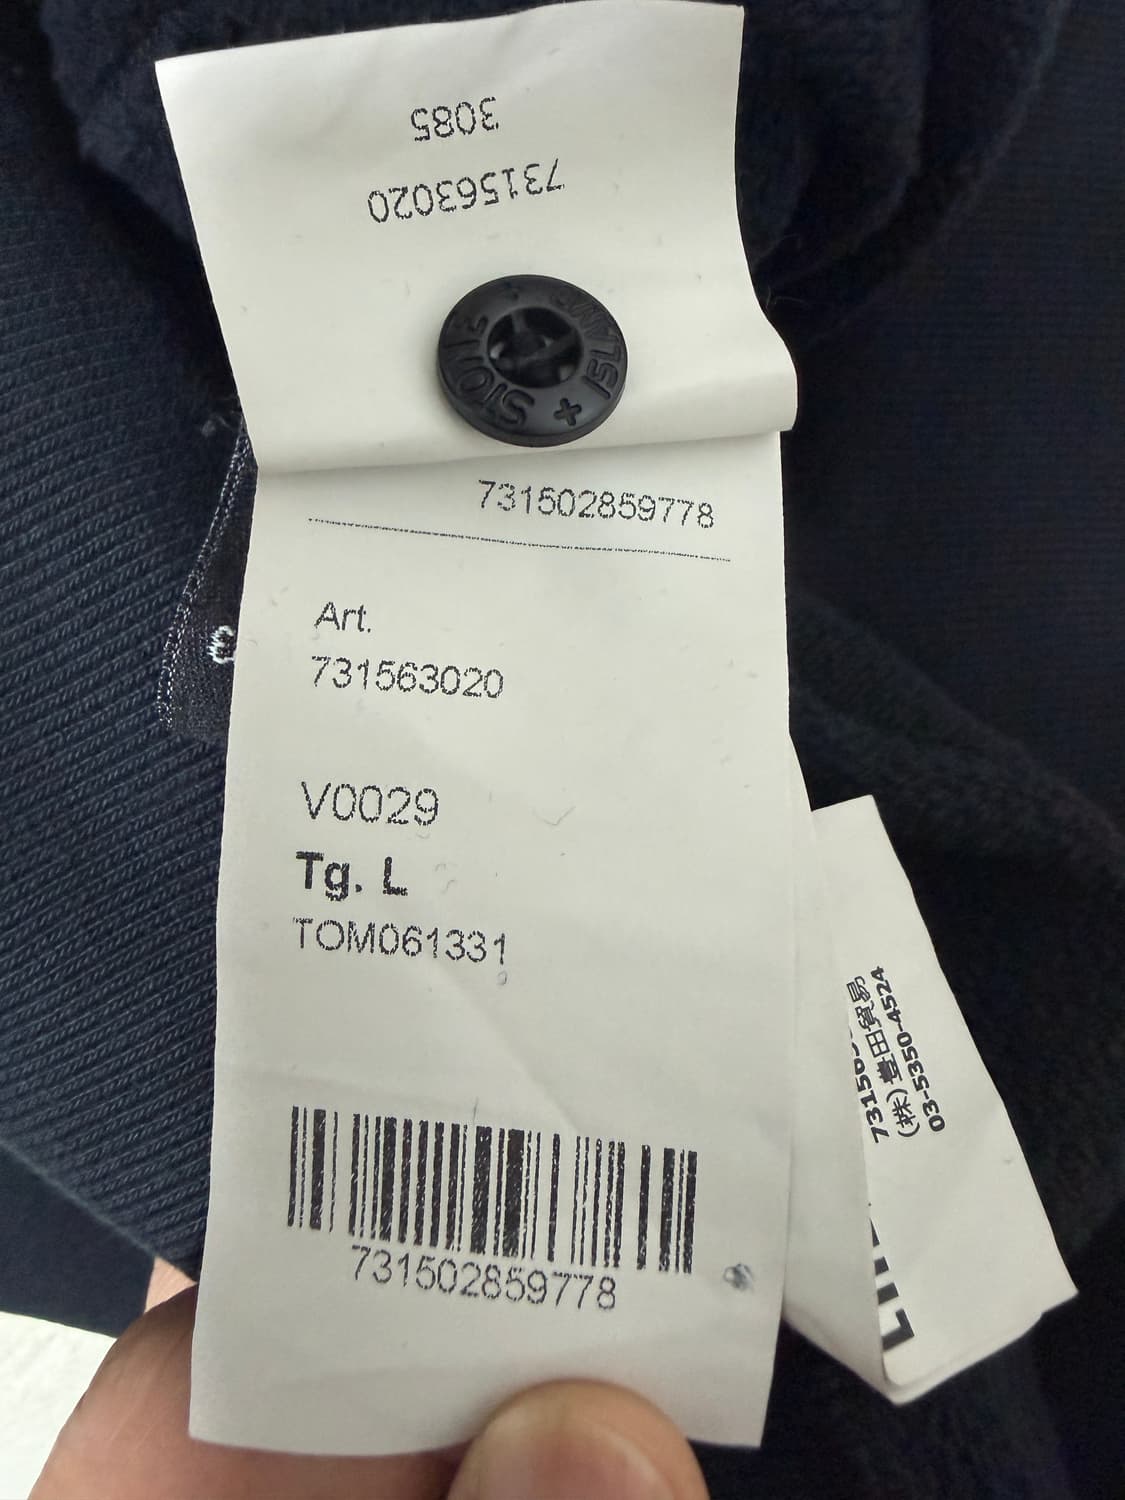 3085
731563020
STONE + ISLAND +
731502859778
Art.
731563020
V0029
Tg. L
TOM061331
731502859778
(株)豊田貿易
03-5350-4524